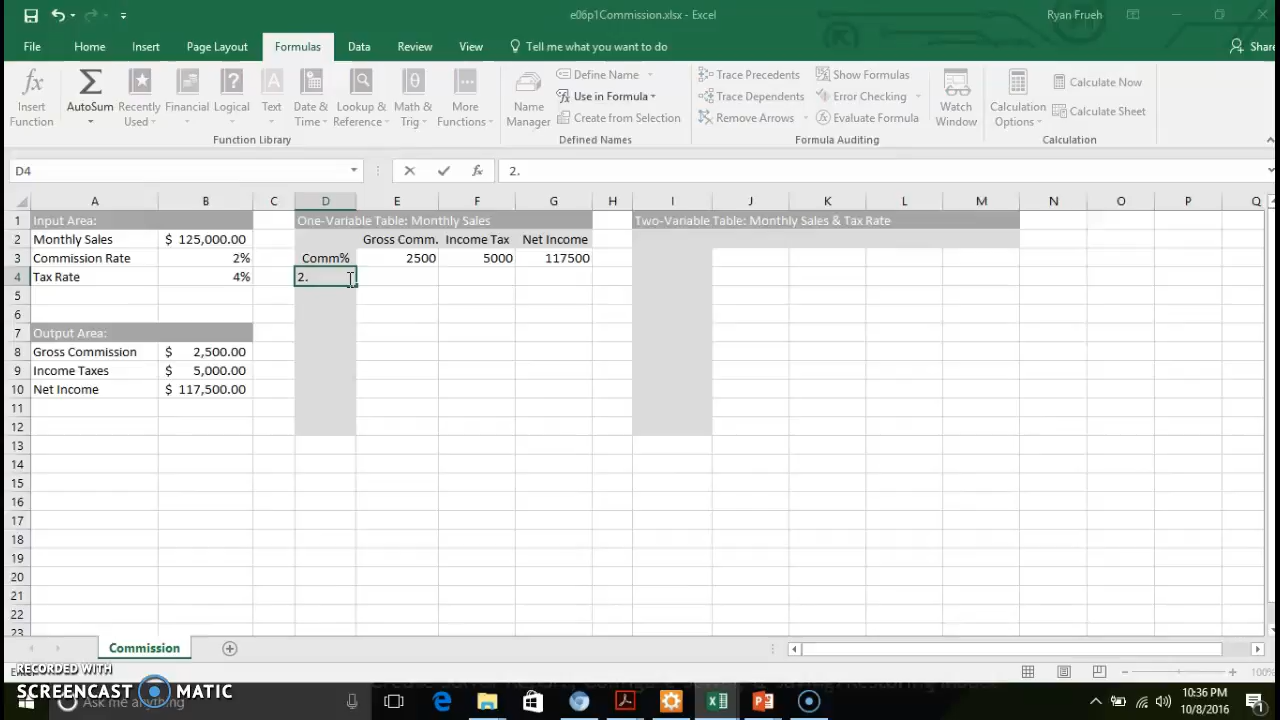 e06p1Commission.xlsx - Excel
Ryan Frueh
File Home Insert Page Layout Formulas Data Review View Tell me what you want to do Share
Insert Function
AutoSum
Recently Used
Financial
Logical
Text
Date & Time
Lookup & Reference
Math & Trig
More Functions
Function Library
Name Manager
Define Name
Use in Formula
Create from Selection
Defined Names
Trace Precedents
Trace Dependents
Remove Arrows
Show Formulas
Error Checking
Evaluate Formula
Formula Auditing
Watch Window
Calculation Options
Calculate Now
Calculate Sheet
Calculation
D4 fx 2.
A B C D E F G H I J K L M N O P Q
1 Input Area: One-Variable Table: Monthly Sales Two-Variable Table: Monthly Sales & Tax Rate
2 Monthly Sales $ 125,000.00 Gross Comm. Income Tax Net Income
3 Commission Rate 2% Comm% 2500 5000 117500
4 Tax Rate 4% 2.
5
6
7 Output Area:
8 Gross Commission $ 2,500.00
9 Income Taxes $ 5,000.00
10 Net Income $ 117,500.00
11
12
13
14
15
16
17
18
19
20
21
22
23
Commission
RECORDED WITH
SCREENCAST MATIC
100%
Ask me anything
10:36 PM
10/8/2016